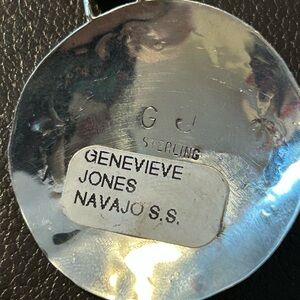 G J
STERLING
GENEVIEVE
JONES
NAVAJO S.S.